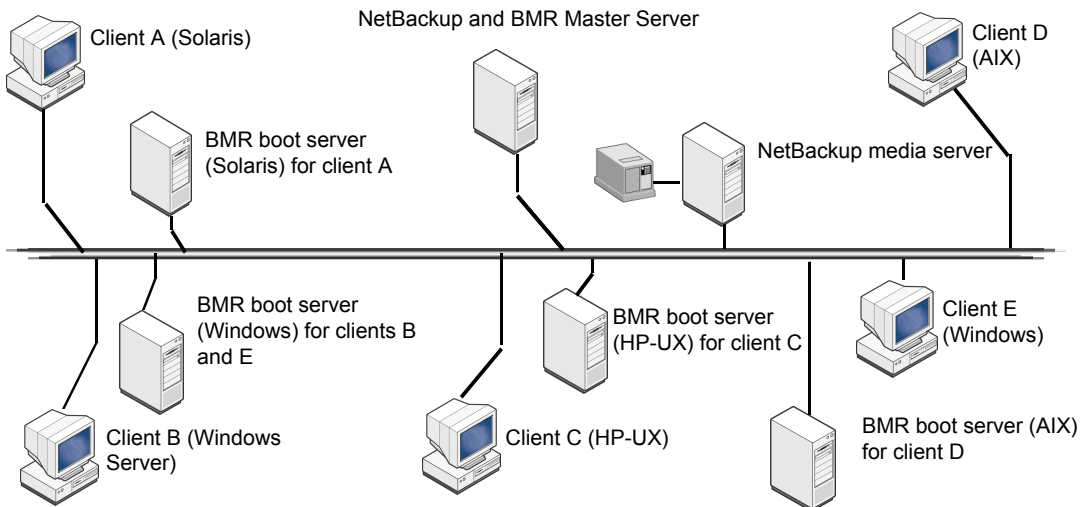 NetBackup and BMR Master Server
Client A (Solaris)
Client D
(AIX)
BMR boot server
(Solaris) for client A
NetBackup media server
BMR boot server
(Windows) for clients B
and E
BMR boot server
(HP-UX) for client C
Client E
(Windows)
Client B (Windows
Server)
Client C (HP-UX)
BMR boot server (AIX)
for client D